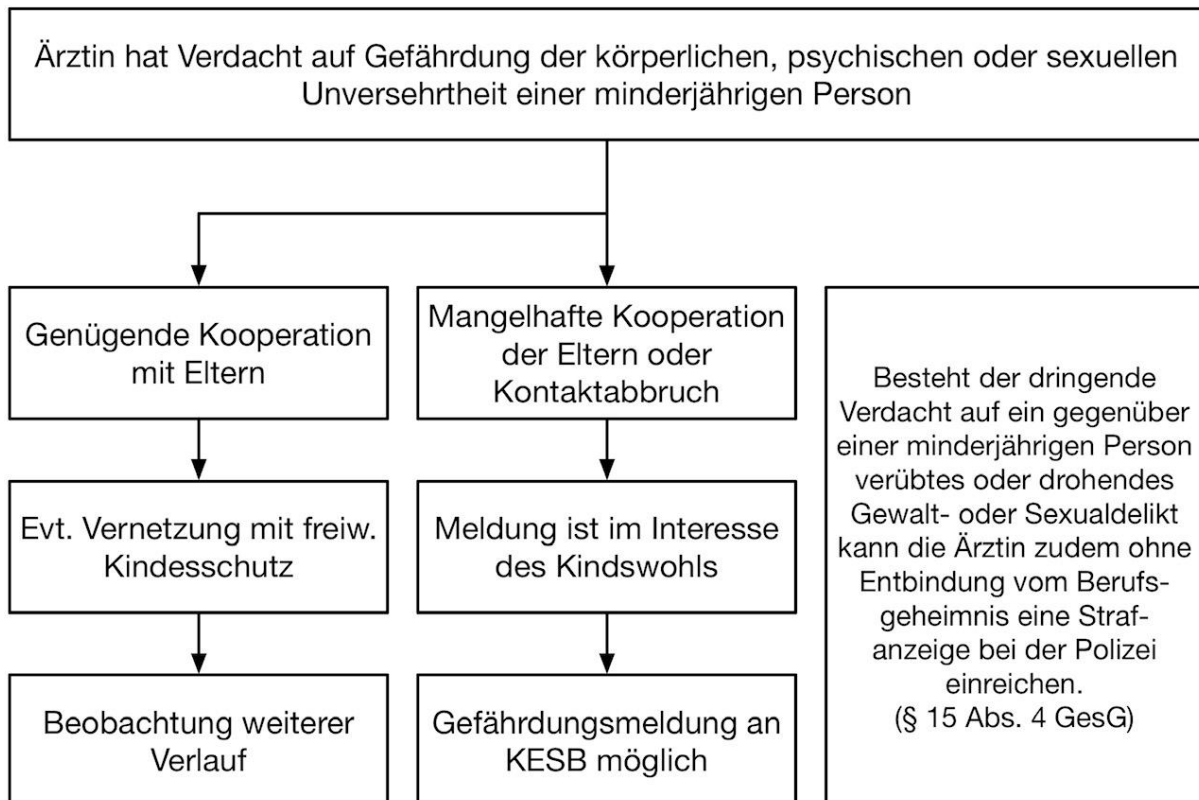 Ärztin hat Verdacht auf Gefährdung der körperlichen, psychischen oder sexuellen
Unversehrtheit einer minderjährigen Person
Genügende Kooperation
mit Eltern
Mangelhafte Kooperation
der Eltern oder
Kontaktabbruch
Evt. Vernetzung mit freiw.
Kindesschutz
Meldung ist im Interesse
des Kindswohls
Beobachtung weiterer
Verlauf
Gefährdungsmeldung an
KESB möglich
Besteht der dringende
Verdacht auf ein gegenüber
einer minderjährigen Person
verübtes oder drohendes
Gewalt- oder Sexualdelikt
kann die Ärztin zudem ohne
Entbindung vom Berufs-
geheimnis eine Straf-
anzeige bei der Polizei
einreichen.
(§ 15 Abs. 4 GesG)